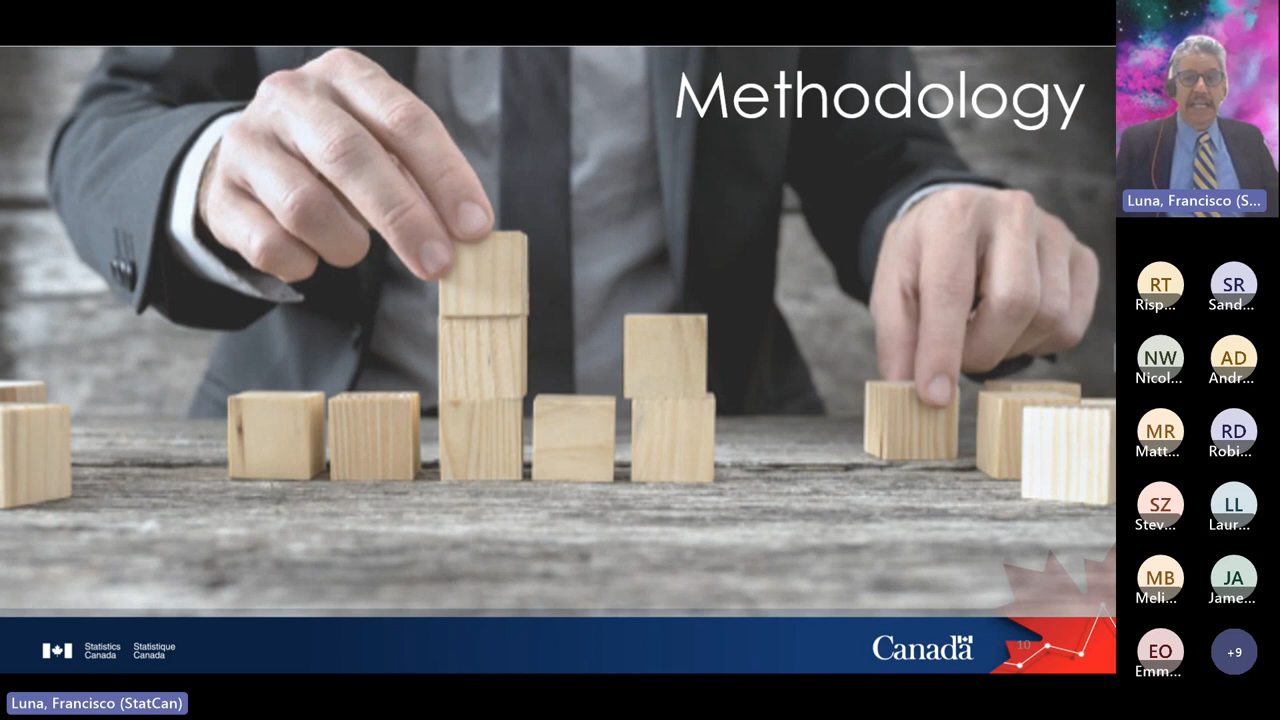 Methodology
Statistics
Canada
Statistique
Canada
Canada
10
Luna, Francisco (S...
RT
Risp...
SR
Sand...
NW
Nicol...
AD
Andr...
MR
Matt...
RD
Robi...
SZ
Stev...
LL
Laur...
MB
Meli...
JA
Jame...
EO
Emm...
+9
Luna, Francisco (StatCan)